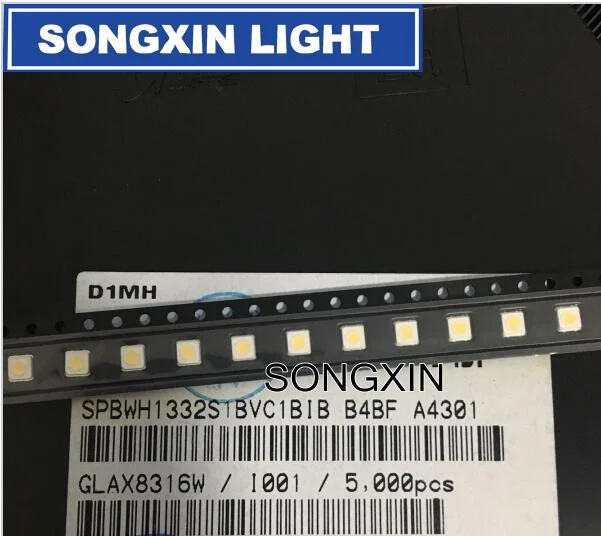 SONGXIN LIGHT
D1MH
SONGXIN
SPBWH1332S1BVC1BIB B4BF A4301
GLAX8316W / I001 / 5,000pcs